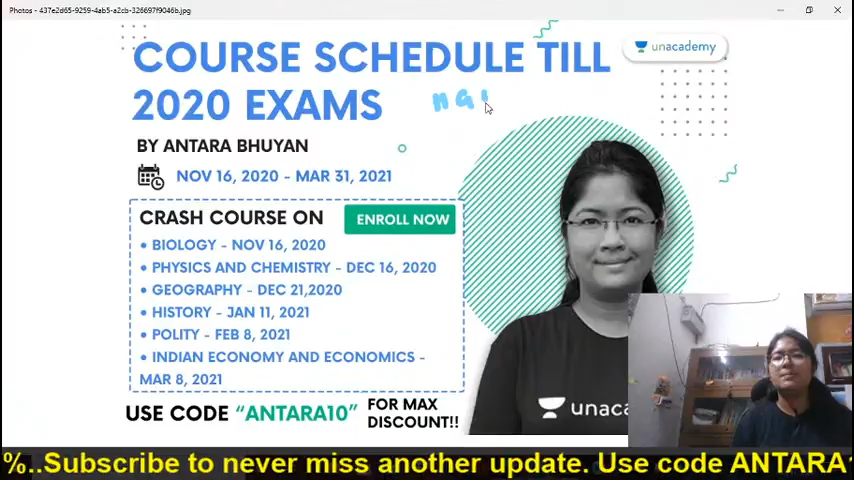 Photos - 437e2d65-9259-4ab5-a2cb-326697f9046b.jpg
COURSE SCHEDULE TILL
2020 EXAMS
unacademy
BY ANTARA BHUYAN
NOV 16, 2020 - MAR 31, 2021
CRASH COURSE ON
ENROLL NOW
• BIOLOGY - NOV 16, 2020
• PHYSICS AND CHEMISTRY - DEC 16, 2020
• GEOGRAPHY - DEC 21,2020
• HISTORY - JAN 11, 2021
• POLITY - FEB 8, 2021
• INDIAN ECONOMY AND ECONOMICS -
MAR 8, 2021
USE CODE “ANTARA10” FOR MAX
DISCOUNT!!
unaca
%..Subscribe to never miss another update. Use code ANTARA1